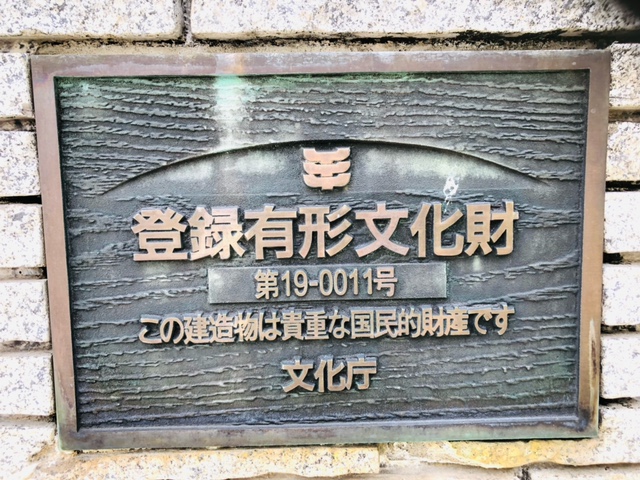 登録有形文化財
第19-0011号
この建造物は貴重な国民的財産です
文化庁